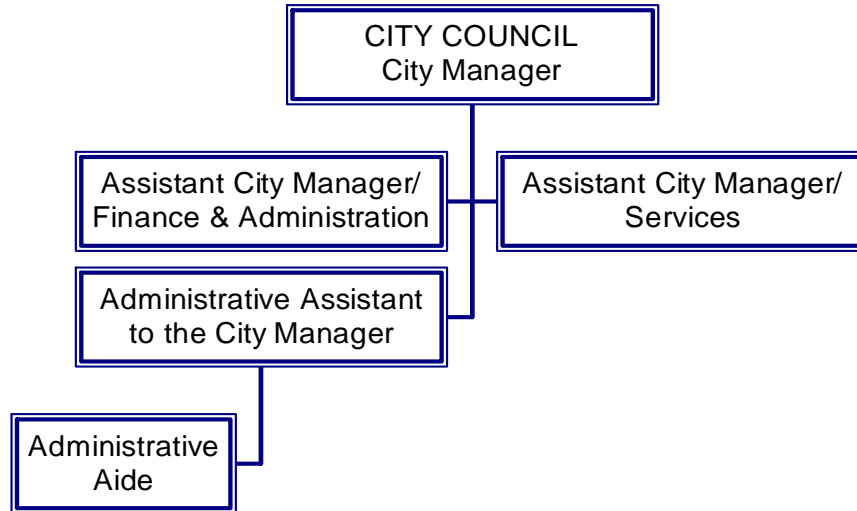 CITY COUNCIL
City Manager
Assistant City Manager/
Finance & Administration
Assistant City Manager/
Services
Administrative Assistant
to the City Manager
Administrative
Aide